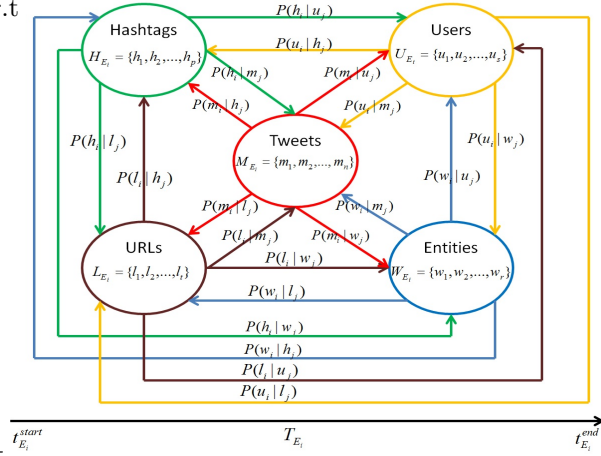 r.t
P(h_i | u_j)
Hashtags
H_{E_i} = {h_1, h_2,...,h_p}
Users
U_{E_i} = {u_1, u_2,...,u_s}
P(u_i | h_j)
P(h_i | m_j)
P(m_i | u_j)
P(m_i | h_j)
P(u_i | m_j)
Tweets
M_{E_i} = {m_1, m_2,..., m_n}
P(h_i | l_j)
P(u_i | w_j)
P(l_i | h_j)
P(w_i | u_j)
P(m_i | l_j)
P(w_i | m_j)
P(l_i | m_j)
P(m_i | w_j)
URLs
L_{E_i} = {l_1, l_2,...,l_t}
Entities
W_{E_i} = {w_1, w_2,...,w_r}
P(l_i | w_j)
P(w_i | l_j)
P(h_i | w_j)
P(w_i | h_j)
P(l_i | u_j)
P(u_i | l_j)
t_{E_i}^{start}
T_{E_i}
t_{E_i}^{end}